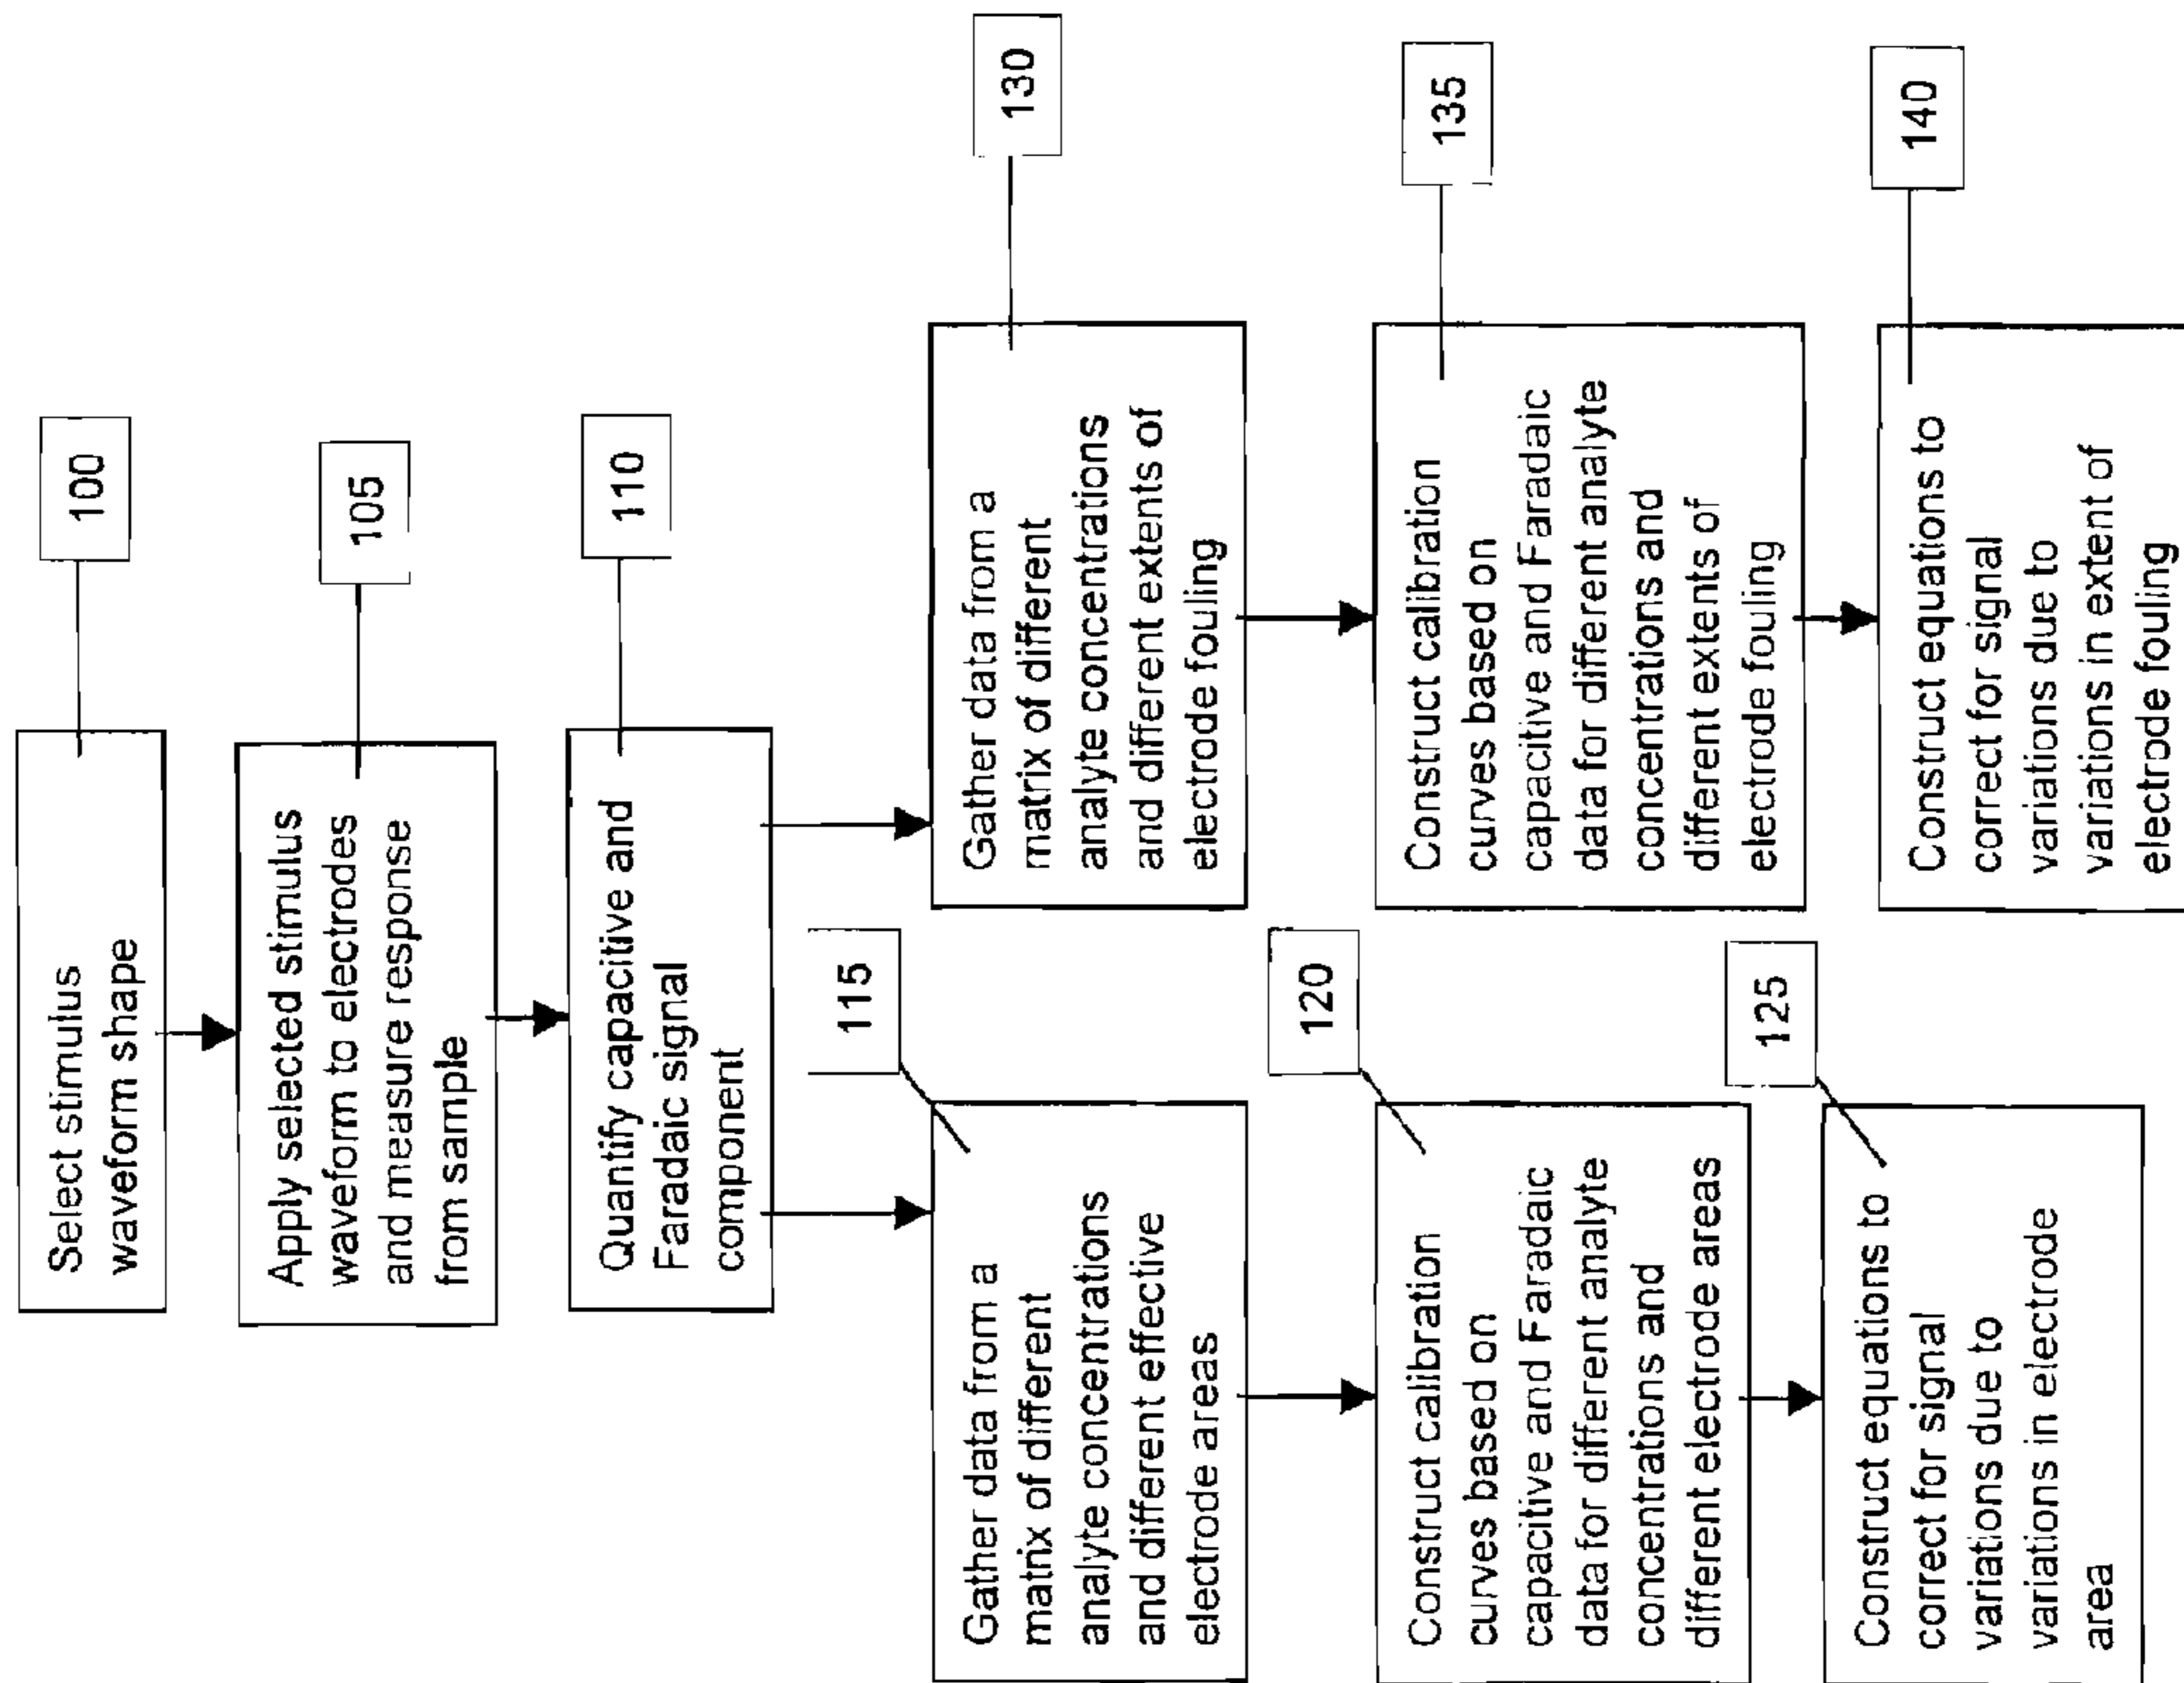 100
Select stimulus
waveform shape
105
Apply selected stimulus
waveform to electrodes
and measure response
from sample
110
Quantify capacitive and
Faradaic signal
component
115
Gather data from a
matrix of different
analyte concentrations
and different effective
electrode areas
120
Construct calibration
curves based on
capacitive and Faradaic
data for different analyte
concentrations and
different electrode areas
125
Construct equations to
correct for signal
variations due to
variations in electrode
area
130
Gather data from a
matrix of different
analyte concentrations
and different extents of
electrode fouling
135
Construct calibration
curves based on
capacitive and Faradaic
data for different analyte
concentrations and
different extents of
electrode fouling
140
Construct equations to
correct for signal
variations due to
variations in extent of
electrode fouling